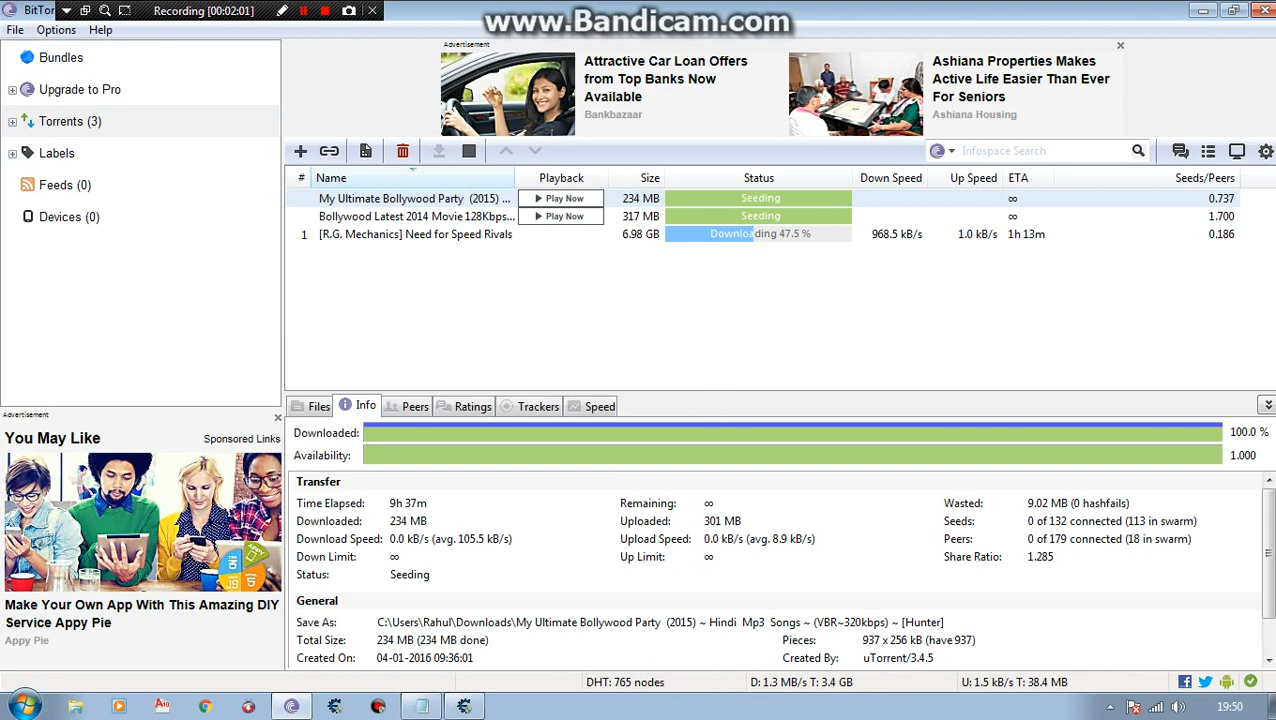 BitTor
Recording [00:02:01]
www.Bandicam.com
File Options Help
Bundles
Upgrade to Pro
Torrents (3)
Labels
Feeds (0)
Devices (0)
Advertisement
Attractive Car Loan Offers
from Top Banks Now
Available
Bankbazaar
Ashiana Properties Makes
Active Life Easier Than Ever
For Seniors
Ashiana Housing
Infospace Search
# Name Playback Size Status Down Speed Up Speed ETA Seeds/Peers
My Ultimate Bollywood Party (2015) ... Play Now 234 MB Seeding ∞ 0.737
Bollywood Latest 2014 Movie 128Kbps... Play Now 317 MB Seeding ∞ 1.700
1 [R.G. Mechanics] Need for Speed Rivals 6.98 GB Downloading 47.5 % 968.5 kB/s 1.0 kB/s 1h 13m 0.186
Files Info Peers Ratings Trackers Speed
Downloaded: 100.0 %
Availability: 1.000
Transfer
Time Elapsed: 9h 37m Remaining: ∞ Wasted: 9.02 MB (0 hashfails)
Downloaded: 234 MB Uploaded: 301 MB Seeds: 0 of 132 connected (113 in swarm)
Download Speed: 0.0 kB/s (avg. 105.5 kB/s) Upload Speed: 0.0 kB/s (avg. 8.9 kB/s) Peers: 0 of 179 connected (18 in swarm)
Down Limit: ∞ Up Limit: ∞ Share Ratio: 1.285
Status: Seeding
General
Save As: C:\Users\Rahul\Downloads\My Ultimate Bollywood Party (2015) ~ Hindi Mp3 Songs ~ (VBR~320kbps) ~ [Hunter]
Total Size: 234 MB (234 MB done) Pieces: 937 x 256 kB (have 937)
Created On: 04-01-2016 09:36:01 Created By: uTorrent/3.4.5
Advertisement
You May Like Sponsored Links
Make Your Own App With This Amazing DIY
Service Appy Pie
Appy Pie
DHT: 765 nodes D: 1.3 MB/s T: 3.4 GB U: 1.5 kB/s T: 38.4 MB
19:50